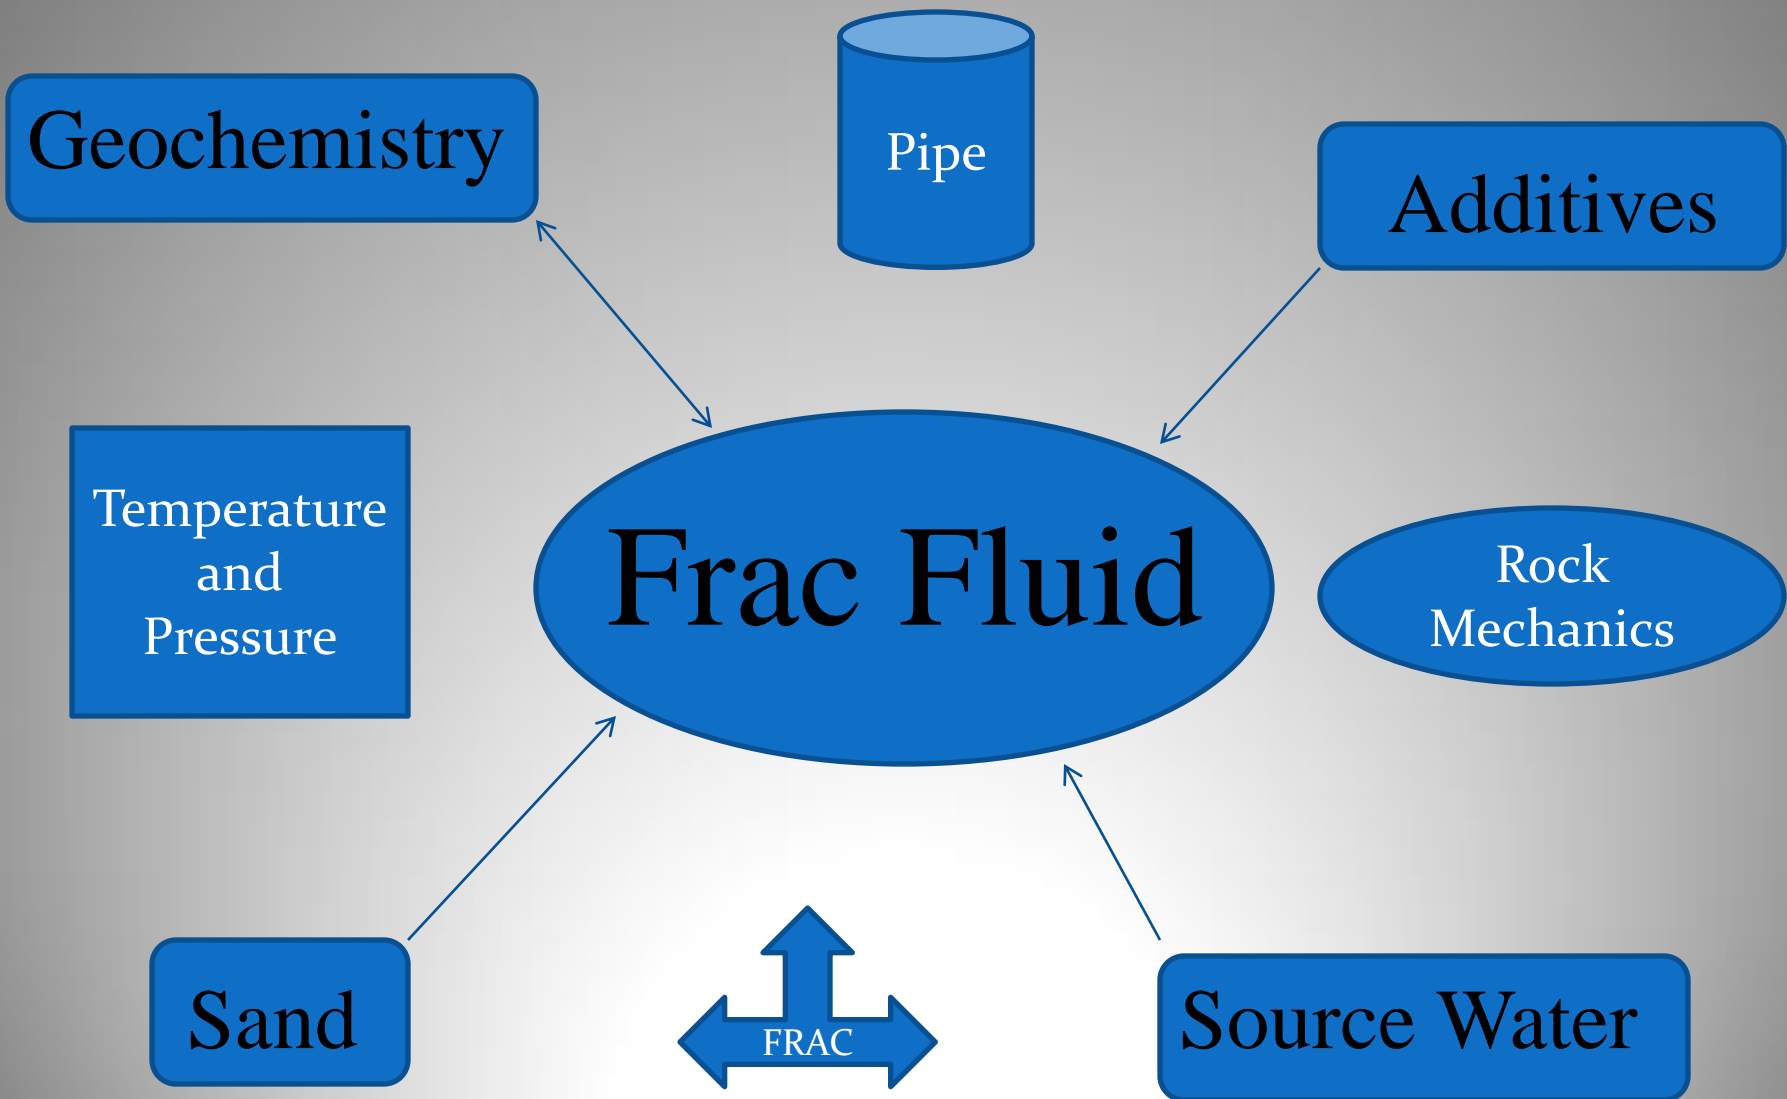 Geochemistry
Pipe
Additives
Temperature
and
Pressure
Frac Fluid
Rock
Mechanics
Sand
FRAC
Source Water